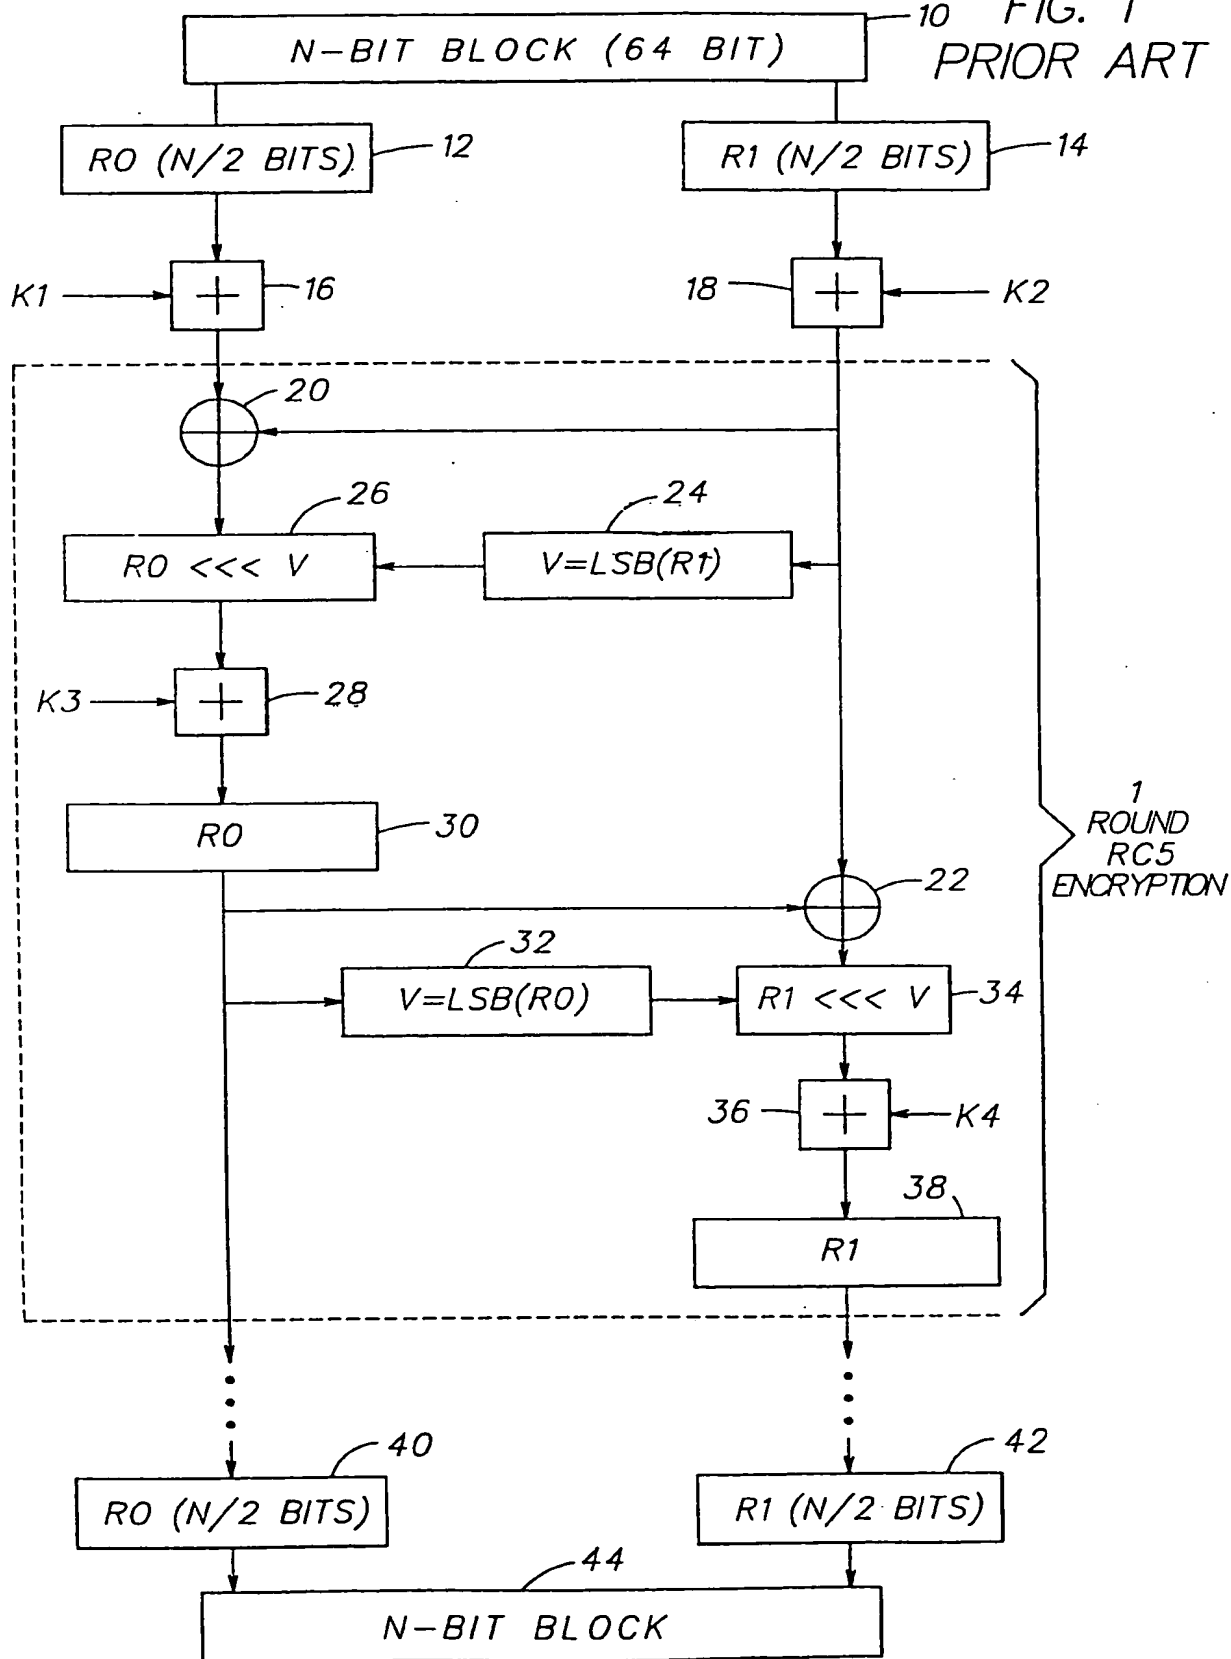 10 FIG. 1
N-BIT BLOCK (64 BIT)
PRIOR ART
R0 (N/2 BITS) 12
R1 (N/2 BITS) 14
K1 + 16
18 + K2
20
26
24
R0 <<< V
V=LSB(R1)
K3 + 28
R0 30
1
ROUND
RC5
ENCRYPTION
22
32
V=LSB(R0)
R1 <<< V 34
36 + K4
38
R1
40
42
R0 (N/2 BITS)
R1 (N/2 BITS)
44
N-BIT BLOCK